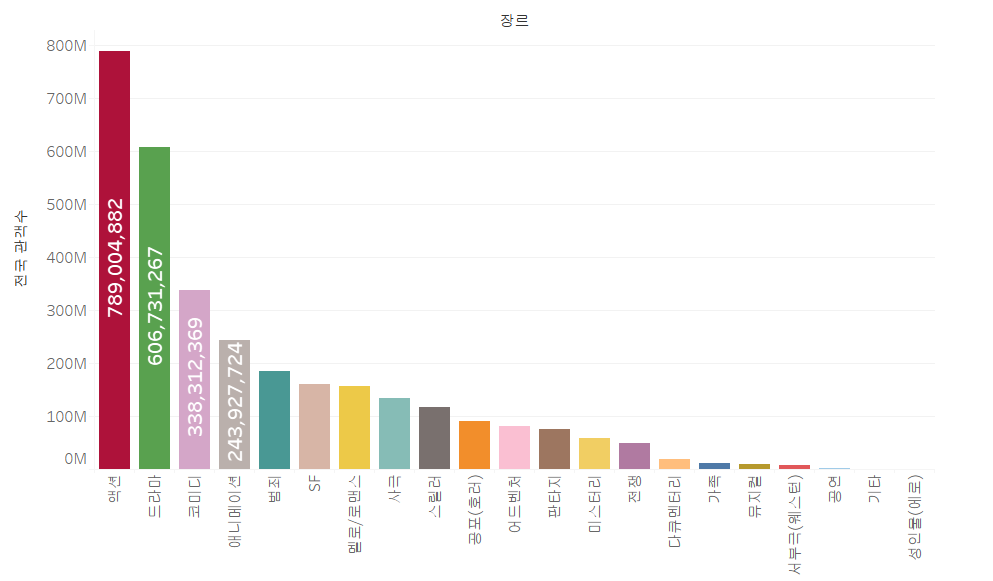 장르
전국 관객수
800M
700M
600M
500M
400M
300M
200M
100M
0M
789,004,882
606,731,267
338,312,369
243,927,724
액션
드라마
코미디
애니메이션
범죄
SF
멜로/로맨스
사극
스릴러
공포(호러)
어드벤처
판타지
미스터리
전쟁
다큐멘터리
가족
뮤지컬
서부극(웨스턴)
공연
기타
성인물(에로)